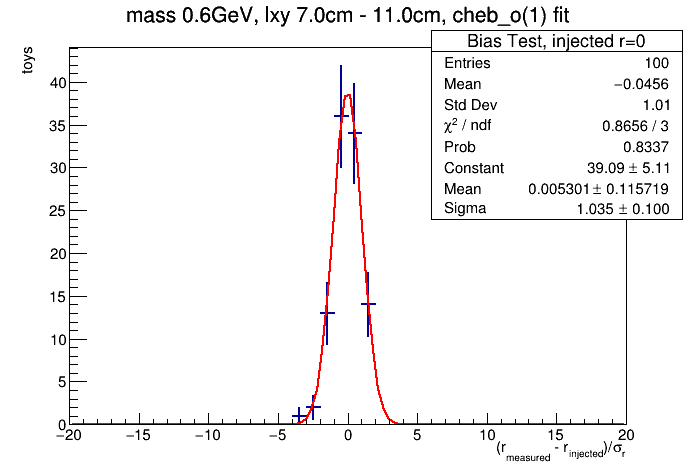 mass 0.6GeV, lxy 7.0cm - 11.0cm, cheb_o(1) fit
Bias Test, injected r=0
Entries 100
Mean −0.0456
Std Dev 1.01
χ² / ndf 0.8656 / 3
Prob 0.8337
Constant 39.09 ± 5.11
Mean 0.005301 ± 0.115719
Sigma 1.035 ± 0.100
toys
40
35
30
25
20
15
10
5
0
−20 −15 −10 −5 0 5 10 15 20
(r_measured - r_injected)/σ_r